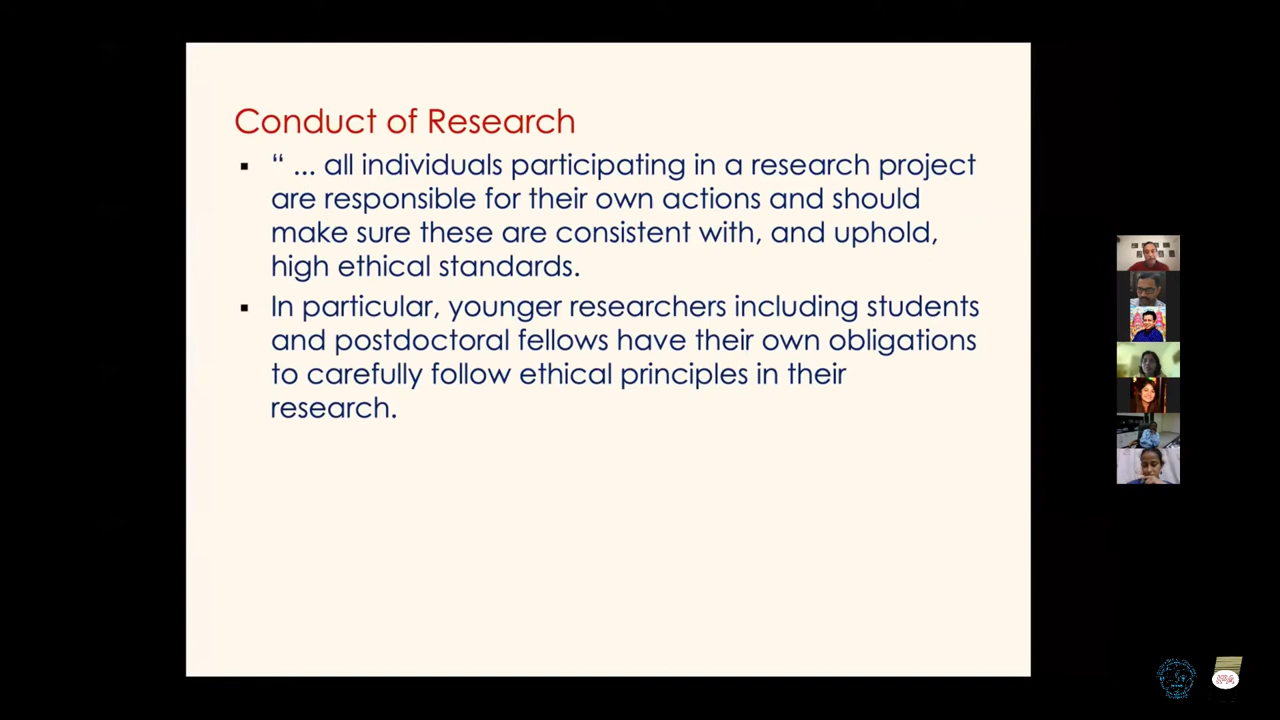 Conduct of Research
▪ “ ... all individuals participating in a research project
are responsible for their own actions and should
make sure these are consistent with, and uphold,
high ethical standards.
▪ In particular, younger researchers including students
and postdoctoral fellows have their own obligations
to carefully follow ethical principles in their
research.